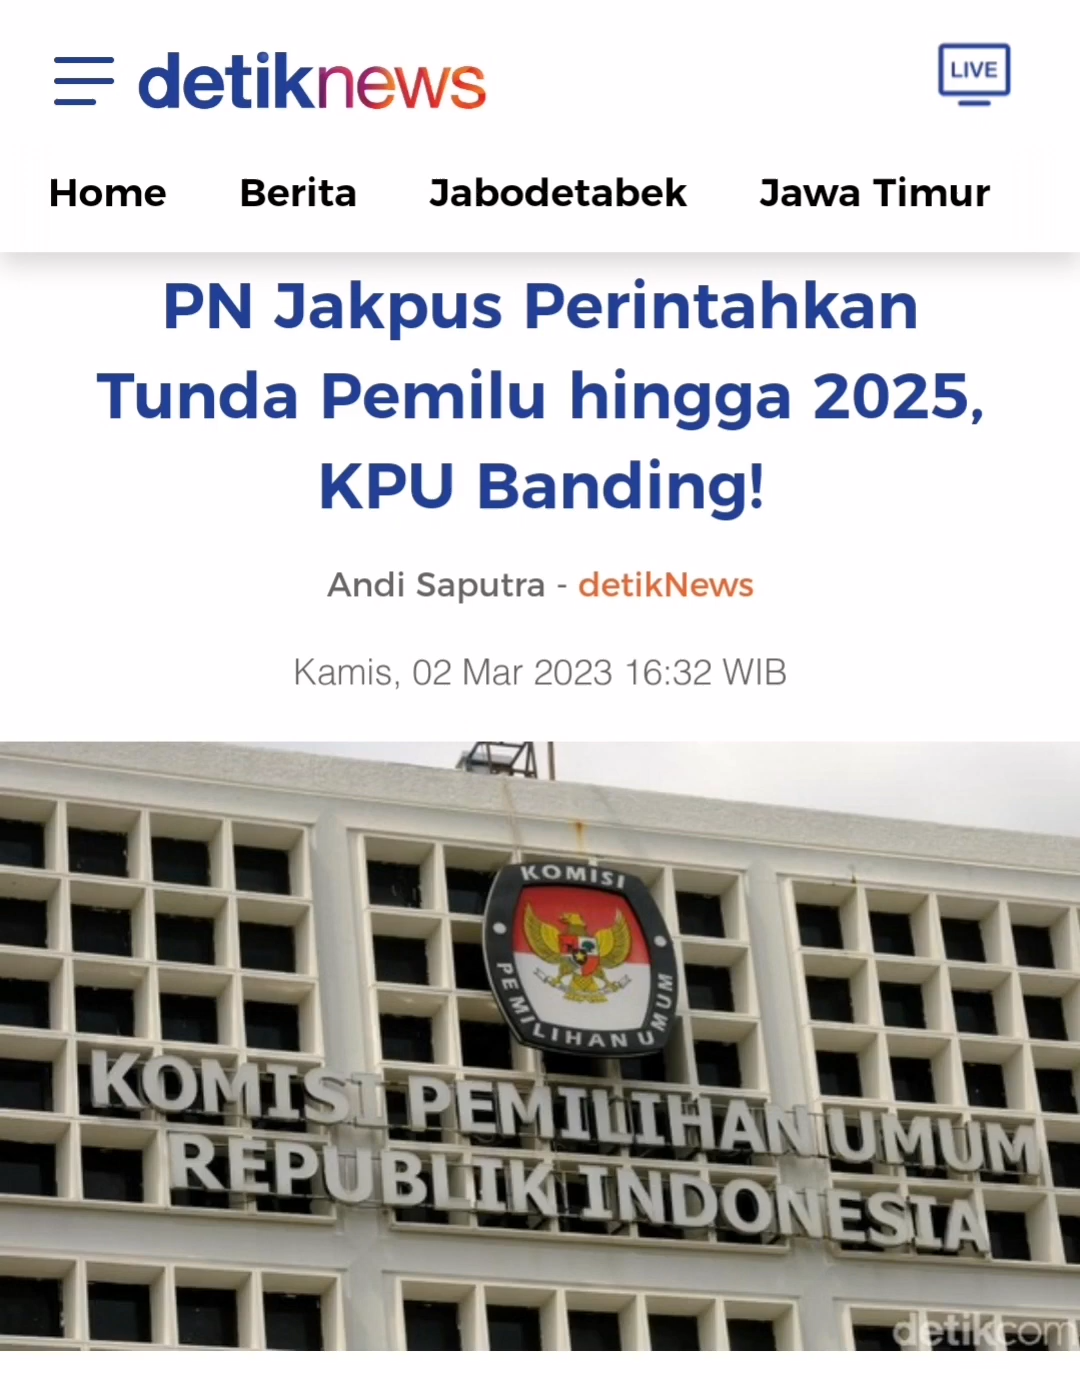 detiknews
LIVE
Home Berita Jabodetabek Jawa Timur
PN Jakpus Perintahkan
Tunda Pemilu hingga 2025,
KPU Banding!
Andi Saputra - detikNews
Kamis, 02 Mar 2023 16:32 WIB
KOMISI
PEMILIHAN UMUM
KOMISI PEMILIHAN UMUM
REPUBLIK INDONESIA
detikcom